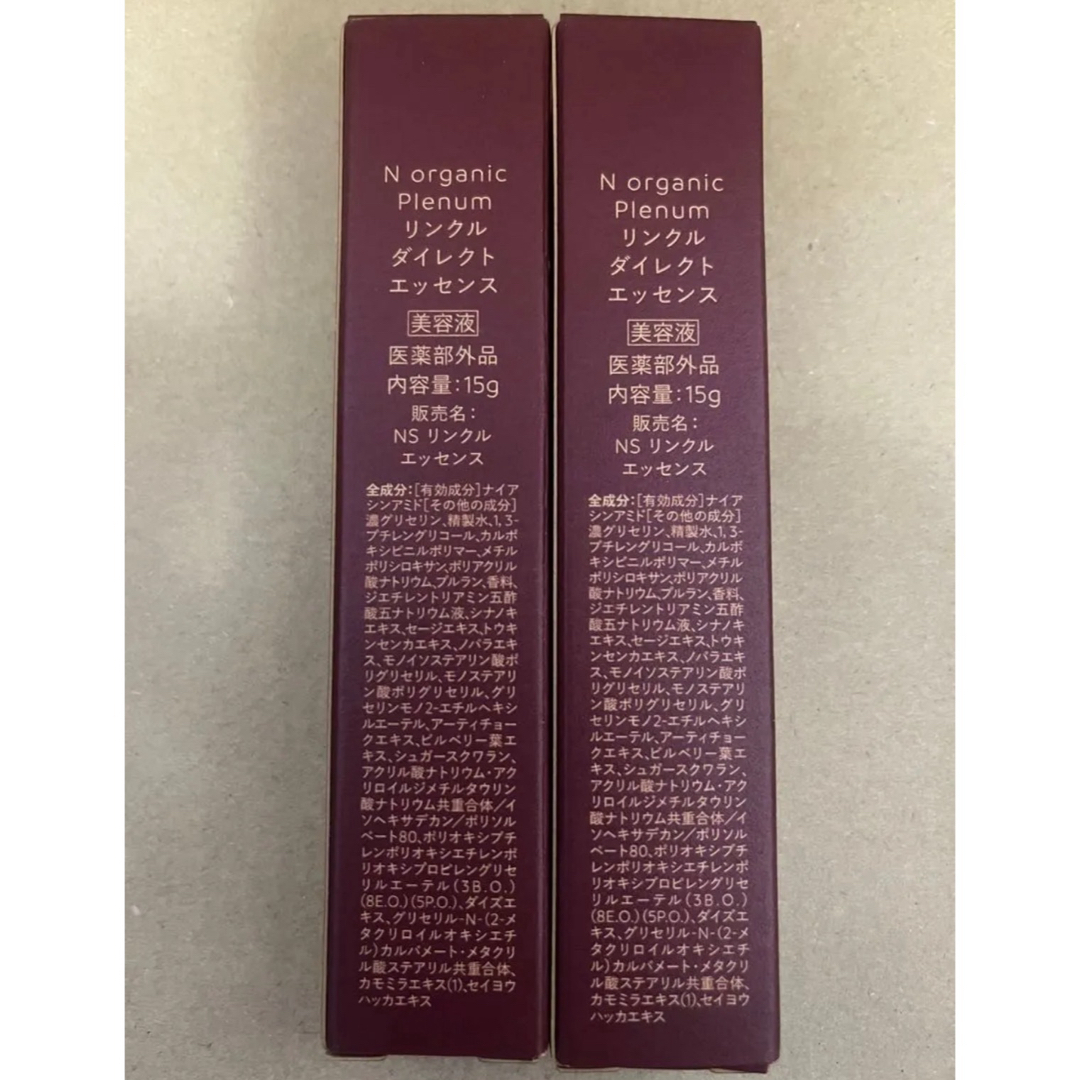 N organic
Plenum
リンクル
ダイレクト
エッセンス
美容液
医薬部外品
内容量：15g
販売名：
NS リンクル
エッセンス
全成分：[有効成分]ナイア
シンアミド[その他の成分]
濃グリセリン、精製水、1,3-
ブチレングリコール、カルボ
キシビニルポリマー、メチル
ポリシロキサン、ポリアクリル
酸ナトリウム、プルラン、香料、
ジエチレントリアミン五酢
酸五ナトリウム液、シナノキ
エキス、セージエキス、トウキ
ンセンカエキス、ノバラエキ
ス、モノイソステアリン酸ポ
リグリセリル、モノステアリ
ン酸ポリグリセリル、グリ
セリンモノ2-エチルヘキシ
ルエーテル、アーティチョー
クエキス、ビルベリー葉エ
キス、シュガースクワラン、
アクリル酸ナトリウム・アク
リロイルジメチルタウリン
酸ナトリウム共重合体／イ
ソヘキサデカン／ポリソル
ベート80、ポリオキシブチ
レンポリオキシエチレンポ
リオキシプロピレングリセ
リルエーテル(3B.O.)
(8E.O.)(5P.O.)、ダイズエ
キス、グリセリル-N-(2-メ
タクリロイルオキシエチ
ル)カルバメート・メタクリ
ル酸ステアリル共重合体、
カモミラエキス(1)、セイヨウ
ハッカエキス
N organic
Plenum
リンクル
ダイレクト
エッセンス
美容液
医薬部外品
内容量：15g
販売名：
NS リンクル
エッセンス
全成分：[有効成分]ナイア
シンアミド[その他の成分]
濃グリセリン、精製水、1,3-
ブチレングリコール、カルボ
キシビニルポリマー、メチル
ポリシロキサン、ポリアクリル
酸ナトリウム、プルラン、香料、
ジエチレントリアミン五酢
酸五ナトリウム液、シナノキ
エキス、セージエキス、トウキ
ンセンカエキス、ノバラエキ
ス、モノイソステアリン酸ポ
リグリセリル、モノステアリ
ン酸ポリグリセリル、グリ
セリンモノ2-エチルヘキシ
ルエーテル、アーティチョー
クエキス、ビルベリー葉エ
キス、シュガースクワラン、
アクリル酸ナトリウム・アク
リロイルジメチルタウリン
酸ナトリウム共重合体／イ
ソヘキサデカン／ポリソル
ベート80、ポリオキシブチ
レンポリオキシエチレンポ
リオキシプロピレングリセ
リルエーテル(3B.O.)
(8E.O.)(5P.O.)、ダイズエ
キス、グリセリル-N-(2-メ
タクリロイルオキシエチ
ル)カルバメート・メタクリ
ル酸ステアリル共重合体、
カモミラエキス(1)、セイヨウ
ハッカエキス